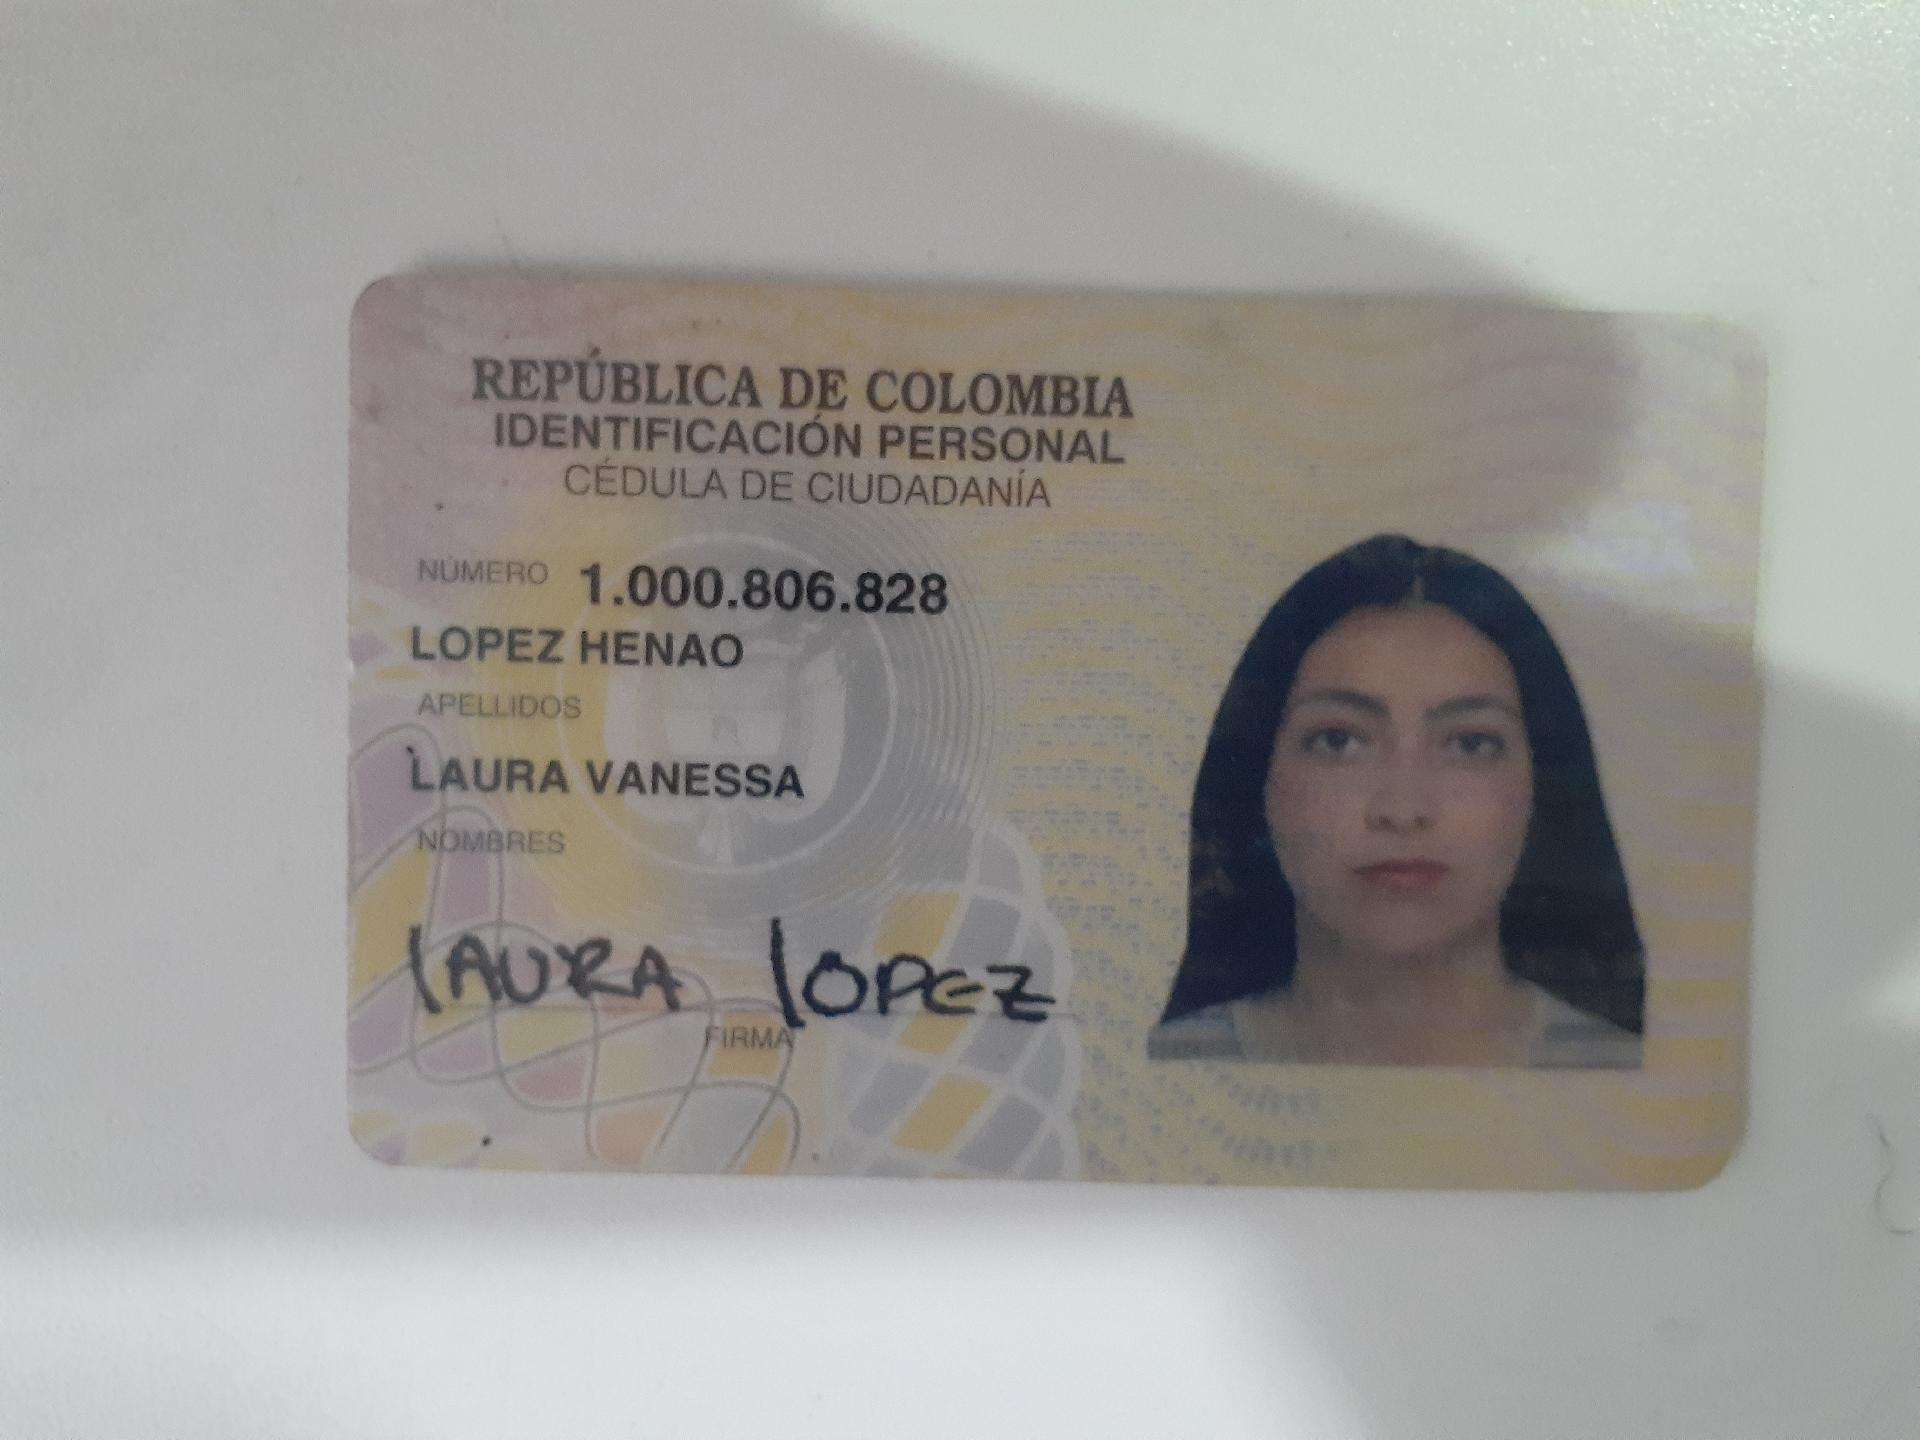 REPÚBLICA DE COLOMBIA
IDENTIFICACIÓN PERSONAL
CÉDULA DE CIUDADANÍA
NÚMERO 1.000.806.828
LOPEZ HENAO
APELLIDOS
LAURA VANESSA
NOMBRES
LAURA LOPEZ
FIRMA